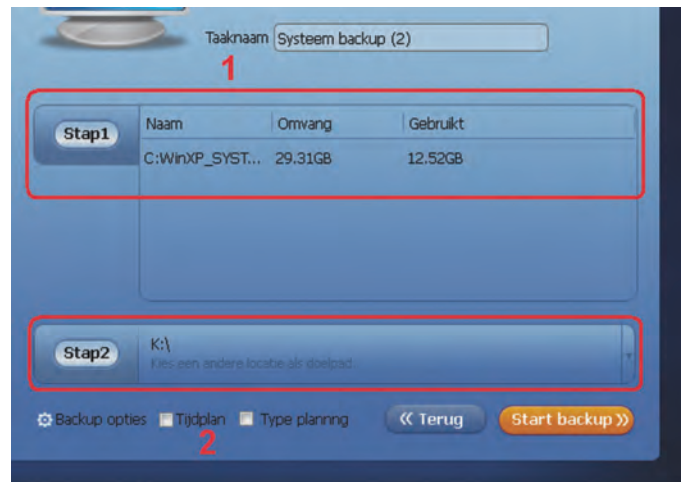 Taaknaam Systeem backup (2)
1
Stap1 Naam Omvang Gebruikt
C:WinXP_SYST... 29.31GB 12.52GB
Stap2 K:\
Kies een andere locatie als doelpad
Backup opties Tijdplan Type planning « Terug Start backup »
2